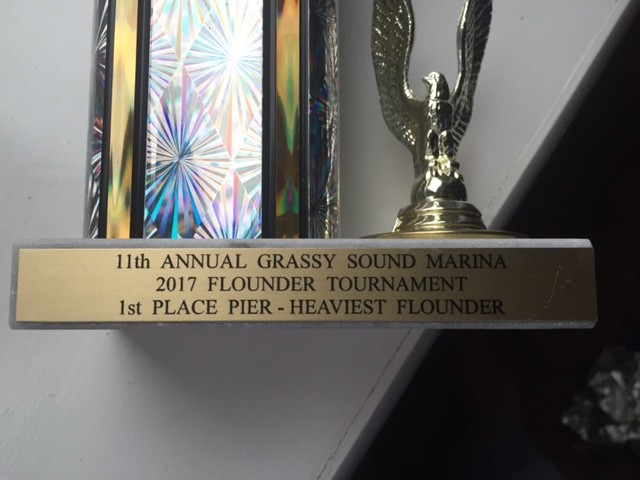 11th ANNUAL GRASSY SOUND MARINA
2017 FLOUNDER TOURNAMENT
1st PLACE PIER - HEAVIEST FLOUNDER